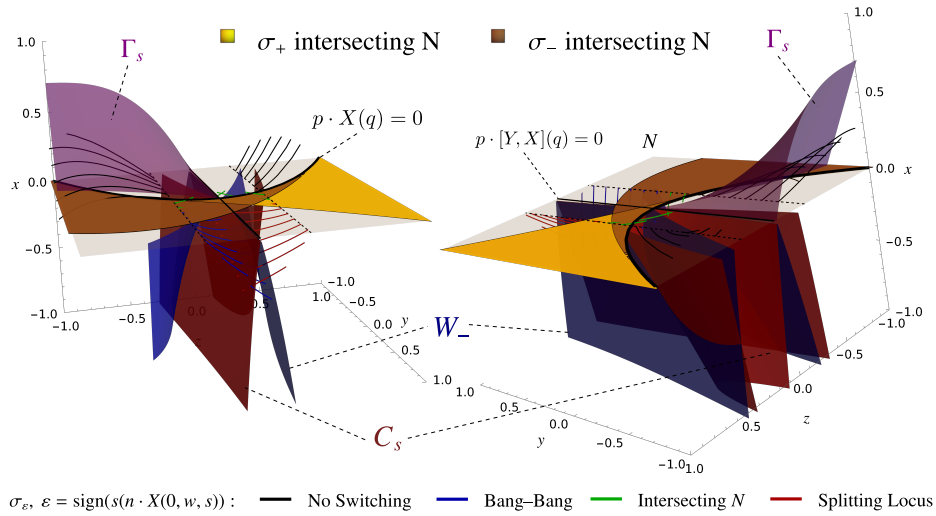 σ₊ intersecting N
σ₋ intersecting N
Γₛ
Γₛ
p · X(q) = 0
p · [Y, X](q) = 0
N
1.0
0.5
x
0.0
−0.5
−1.0
−1.0
−0.5
0.0
0.5
1.0
−1.0
−0.5
0.0
y
0.5
1.0
W₋
Cₛ
1.0
0.5
0.0
x
−0.5
−1.0
−1.0
−0.5
0.0
z
0.5
1.0
1.0
0.5
0.0
y
−0.5
−1.0
σ_ε, ε = sign(s(n · X(0, w, s)) : No Switching Bang–Bang Intersecting N Splitting Locus